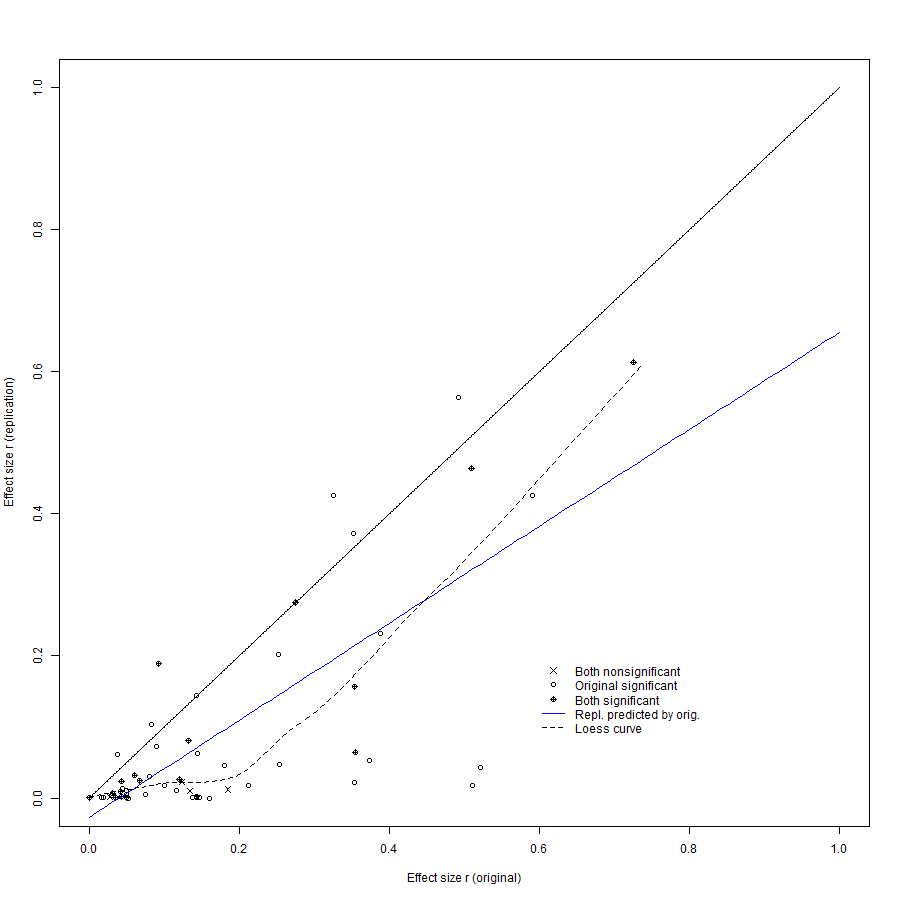 1.0
0.8
0.6
0.4
0.2
0.0
Effect size r (replication)
Both nonsignificant
Original significant
Both significant
Repl. predicted by orig.
Loess curve
0.0 0.2 0.4 0.6 0.8 1.0
Effect size r (original)